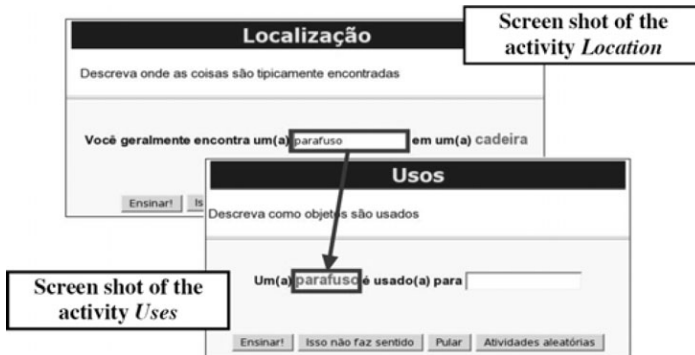 Localização
Screen shot of the
activity Location
Descreva onde as coisas são tipicamente encontradas
Você geralmente encontra um(a) parafuso em um(a) cadeira
Ensinar! Is
Usos
Descreva como objetos são usados
Screen shot of the
activity Uses
Um(a) parafuso é usado(a) para
Ensinar! Isso não faz sentido Pular Atividades aleatórias